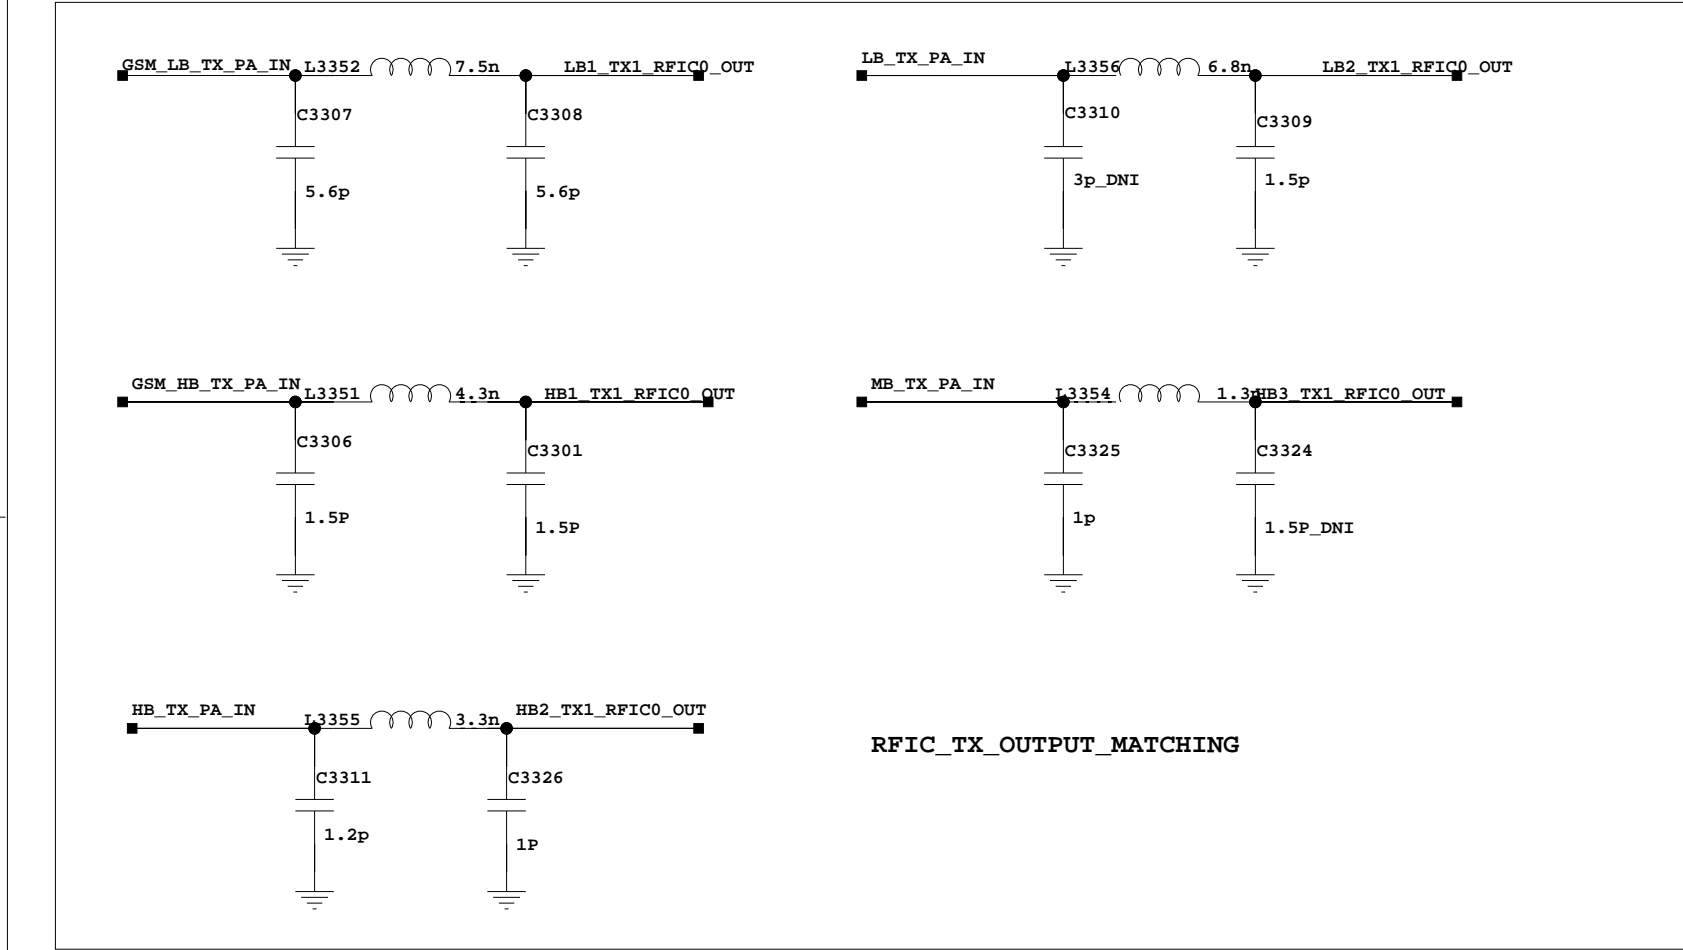 GSM_LB_TX_PA_IN L3352 7.5n LB1_TX1_RFIC0_OUT
C3307 C3308
5.6p 5.6p
LB_TX_PA_IN L3356 6.8n LB2_TX1_RFIC0_OUT
C3310 C3309
3p_DNI 1.5p
GSM_HB_TX_PA_IN L3351 4.3n HB1_TX1_RFIC0_OUT
C3306 C3301
1.5P 1.5P
MB_TX_PA_IN L3354 1.3n HB3_TX1_RFIC0_OUT
C3325 C3324
1p 1.5P_DNI
HB_TX_PA_IN L3355 3.3n HB2_TX1_RFIC0_OUT
C3311 C3326
1.2p 1P
RFIC_TX_OUTPUT_MATCHING